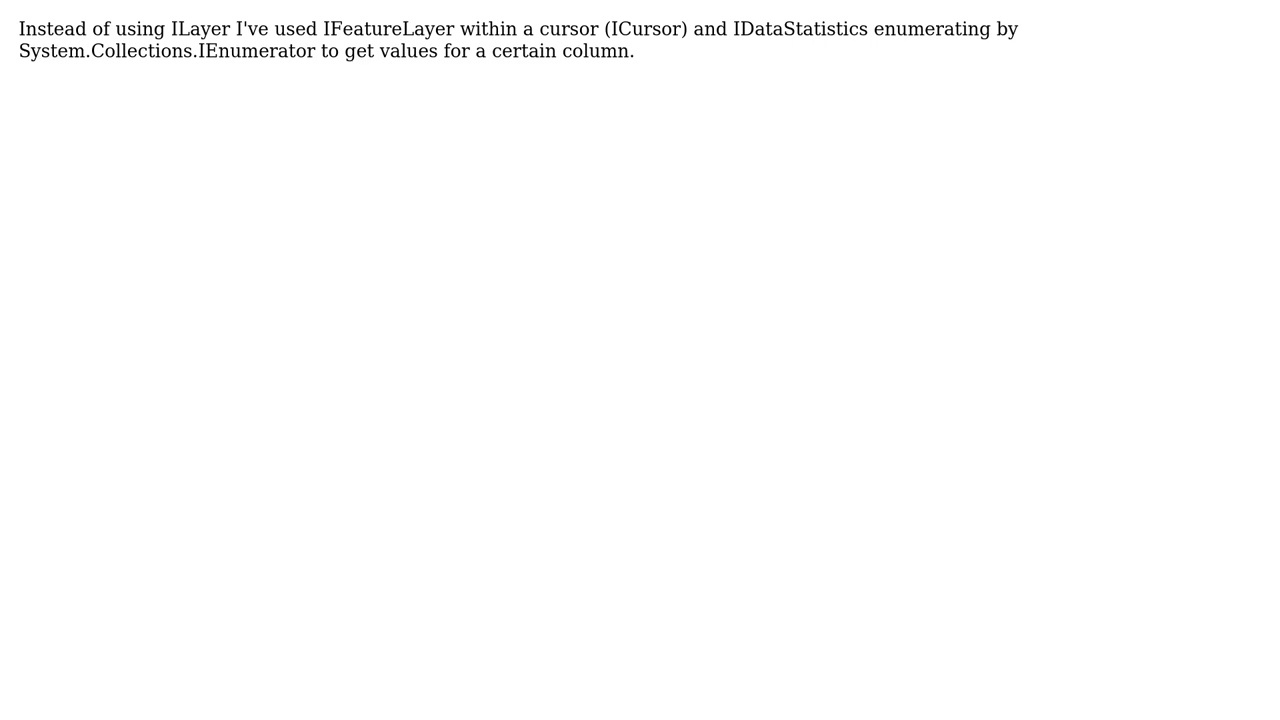 Instead of using ILayer I've used IFeatureLayer within a cursor (ICursor) and IDataStatistics enumerating by
System.Collections.IEnumerator to get values for a certain column.